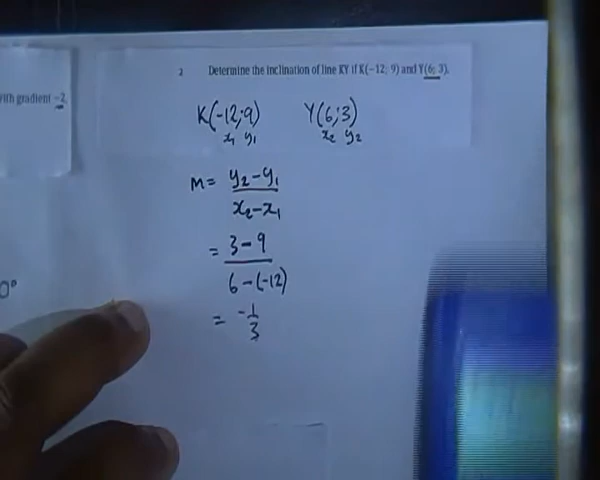 2 Determine the inclination of line KY if K(−12; 9) and Y(6; 3).
with gradient −2.
K(-12;9) Y(6;3)
x₁ y₁ x₂ y₂
M = y₂-y₁
x₂-x₁
= 3-9
6-(-12)
= -1
3
0°